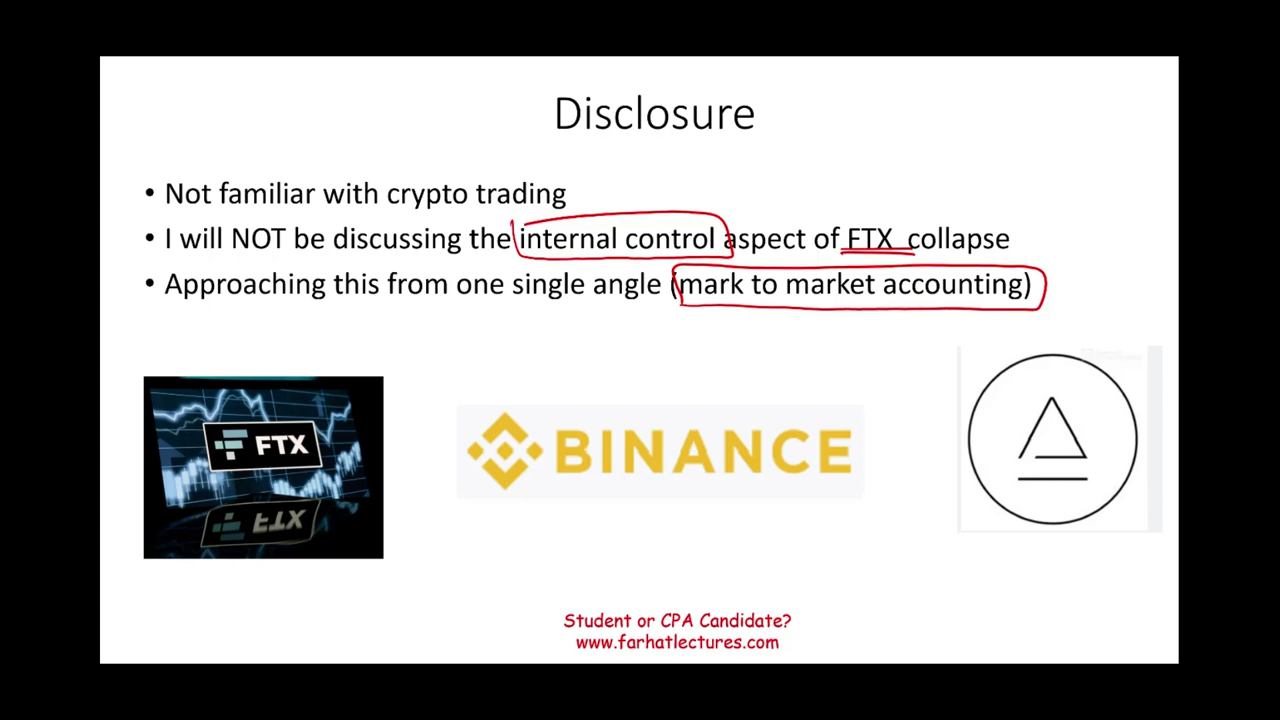 Disclosure
• Not familiar with crypto trading
• I will NOT be discussing the internal control aspect of FTX collapse
• Approaching this from one single angle (mark to market accounting)
FTX
FTX
BINANCE
Student or CPA Candidate?
www.farhatlectures.com